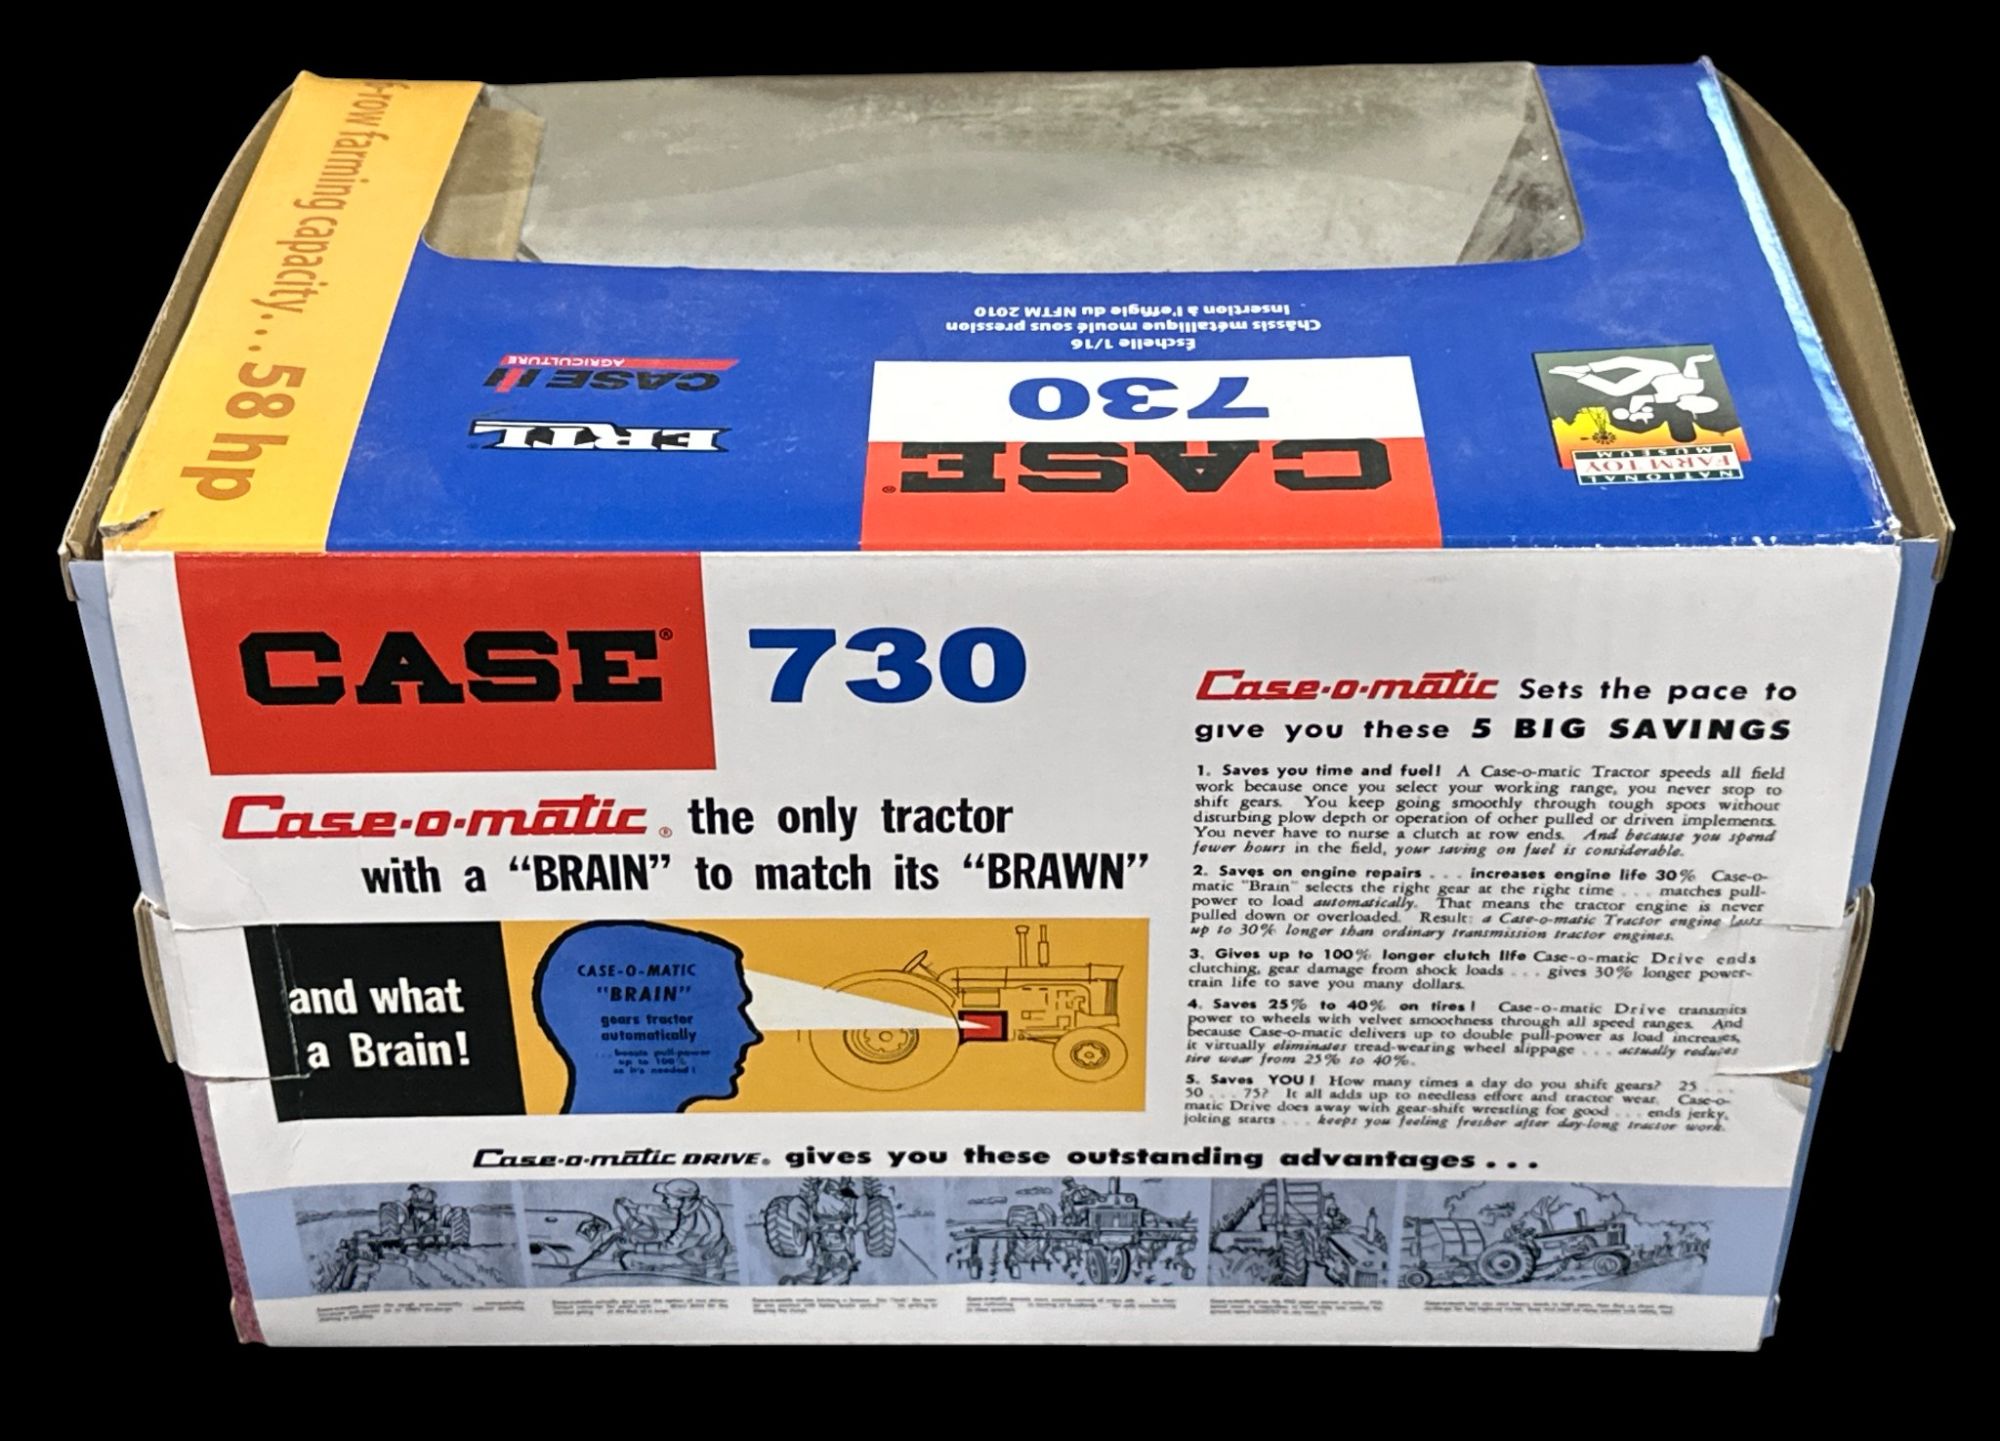 6-row farming capacity...58 hp
Insertion à l'effigie du NFTM 2010
Châssis métallique moulé sous pression
Eschelle 1/16
CASE IH
AGRICULTURE
ERTL
730
CASE®
NATIONAL
FARM TOY
MUSEUM
CASE®
730
Case-o-matic® the only tractor
with a "BRAIN" to match its "BRAWN"
and what
a Brain!
CASE-O-MATIC
"BRAIN"
gears tractor
automatically
...boosts pull-power
up to 100%
as it's needed!
Case-o-matic Sets the pace to
give you these 5 BIG SAVINGS
1. Saves you time and fuel! A Case-o-matic Tractor speeds all field
work because once you select your working range, you never stop to
shift gears. You keep going smoothly through tough spots without
disturbing plow depth or operation of other pulled or driven implements.
You never have to nurse a clutch at row ends. And because you spend
fewer hours in the field, your saving on fuel is considerable.
2. Saves on engine repairs . . . increases engine life 30% Case-o-
matic "Brain" selects the right gear at the right time . . . matches pull-
power to load automatically. That means the tractor engine is never
pulled down or overloaded. Result: a Case-o-matic Tractor engine lasts
up to 30% longer than ordinary transmission tractor engines.
3. Gives up to 100% longer clutch life Case-o-matic Drive ends
clutching, gear damage from shock loads . . . gives 30% longer power-
train life to save you many dollars.
4. Saves 25% to 40% on tires! Case-o-matic Drive transmits
power to wheels with velvet smoothness through all speed ranges. And
because Case-o-matic delivers up to double pull-power as load increases,
it virtually eliminates tread-wearing wheel slippage . . . actually reduces
tire wear from 25% to 40%.
5. Saves YOU! How many times a day do you shift gears? 25 . . .
50 . . . 75? It all adds up to needless effort and tractor wear. Case-o-
matic Drive does away with gear-shift wrestling for good . . . ends jerky,
jolting starts . . . keeps you feeling fresher after day-long tractor work.
Case-o-matic DRIVE® gives you these outstanding advantages...